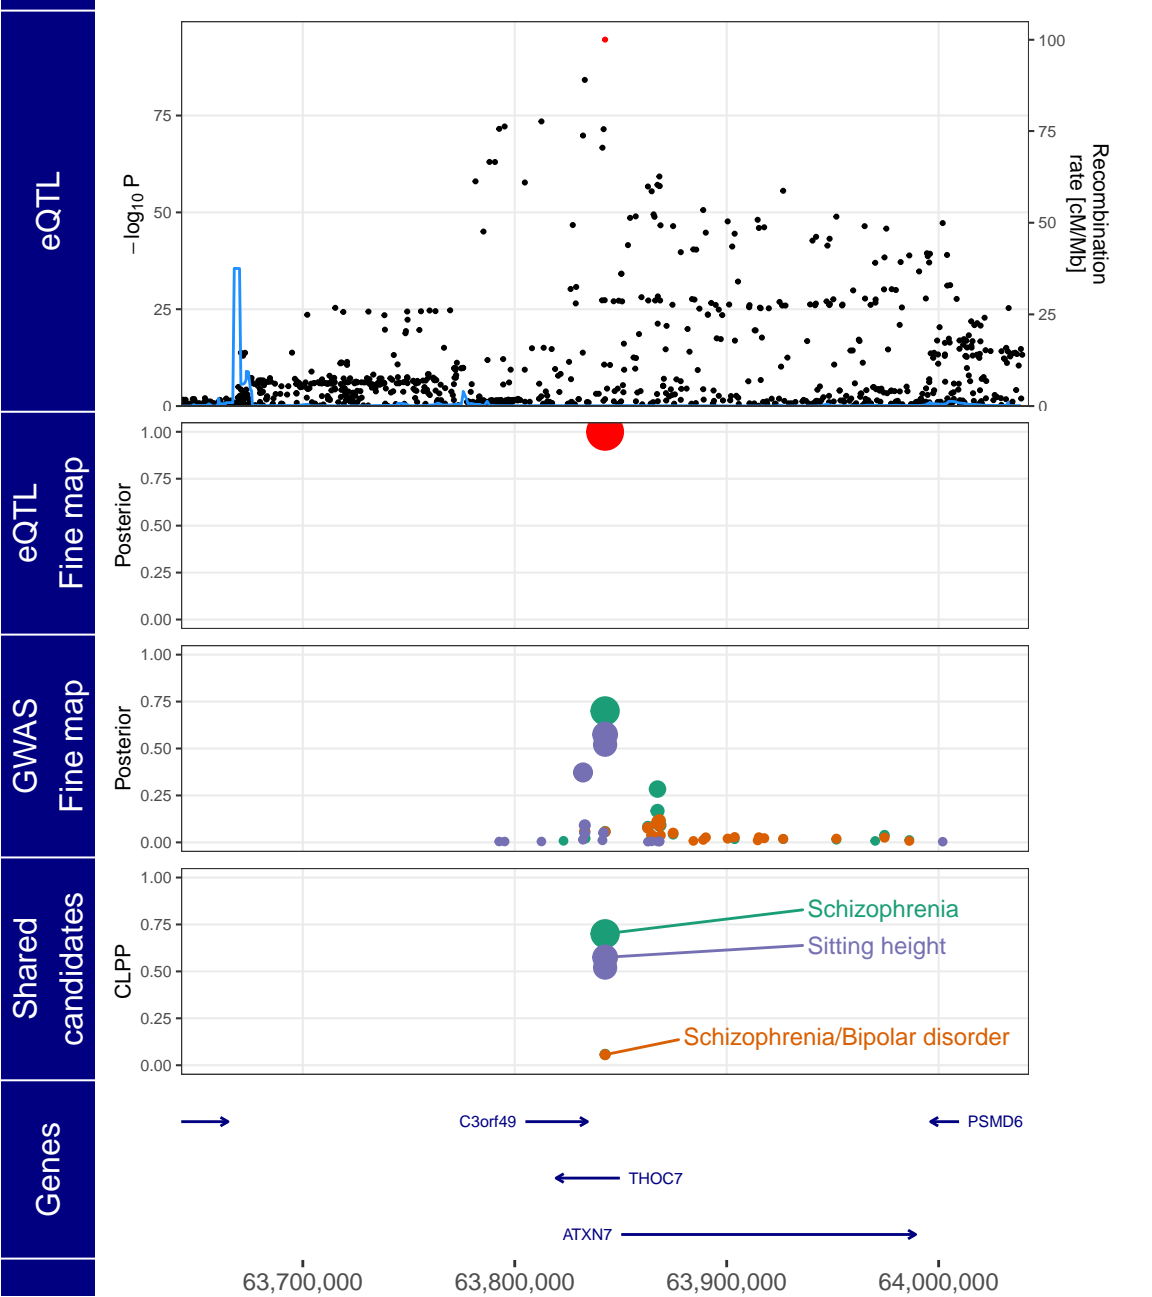 eQTL
−log10 P
75
50
25
0
100
75
50
25
0
Recombination
rate [cM/Mb]
eQTL
Fine map
Posterior
1.00
0.75
0.50
0.25
0.00
GWAS
Fine map
Posterior
1.00
0.75
0.50
0.25
0.00
Shared
candidates
CLPP
1.00
0.75
0.50
0.25
0.00
Schizophrenia
Sitting height
Schizophrenia/Bipolar disorder
Genes
C3orf49
PSMD6
THOC7
ATXN7
63,700,000
63,800,000
63,900,000
64,000,000